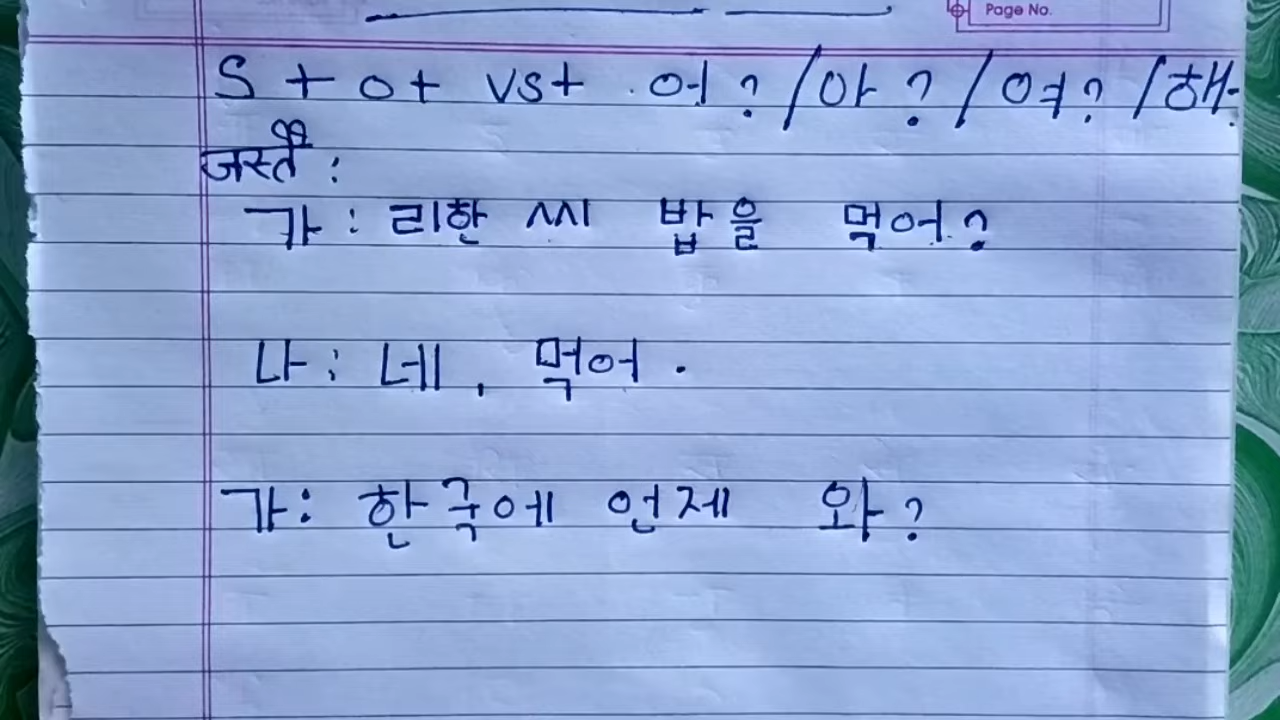 Page No.
S + o + vst + 어? / 아? / 여? / 해.
जस्तै :
가 : 리한 씨 밥을 먹어?
나 : 네, 먹어.
가 : 한국에 언제 와?